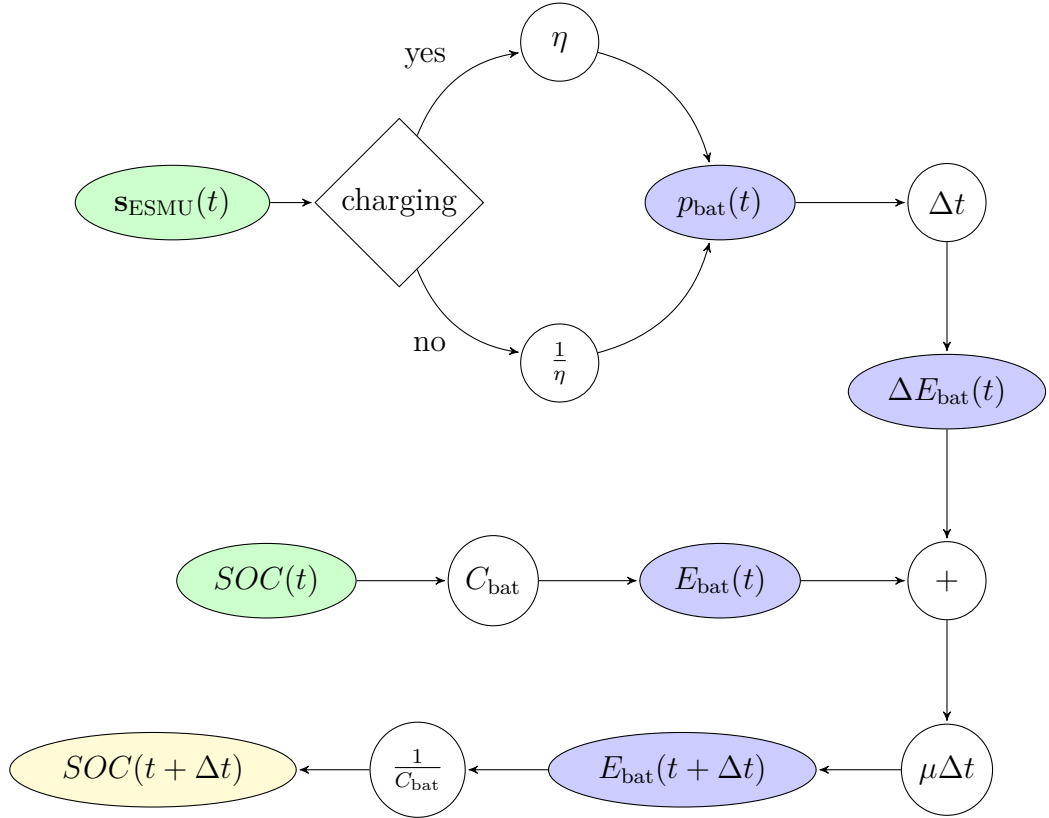 η
yes
s_ESMU(t)
charging
p_bat(t)
Δt
no
1/η
ΔE_bat(t)
SOC(t)
C_bat
E_bat(t)
+
SOC(t + Δt)
1/C_bat
E_bat(t + Δt)
μΔt